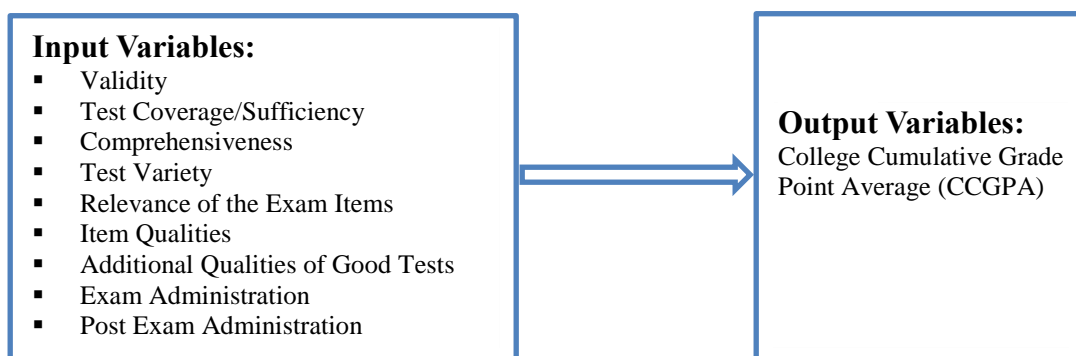 Input Variables:
▪ Validity
▪ Test Coverage/Sufficiency
▪ Comprehensiveness
▪ Test Variety
▪ Relevance of the Exam Items
▪ Item Qualities
▪ Additional Qualities of Good Tests
▪ Exam Administration
▪ Post Exam Administration
Output Variables:
College Cumulative Grade
Point Average (CCGPA)